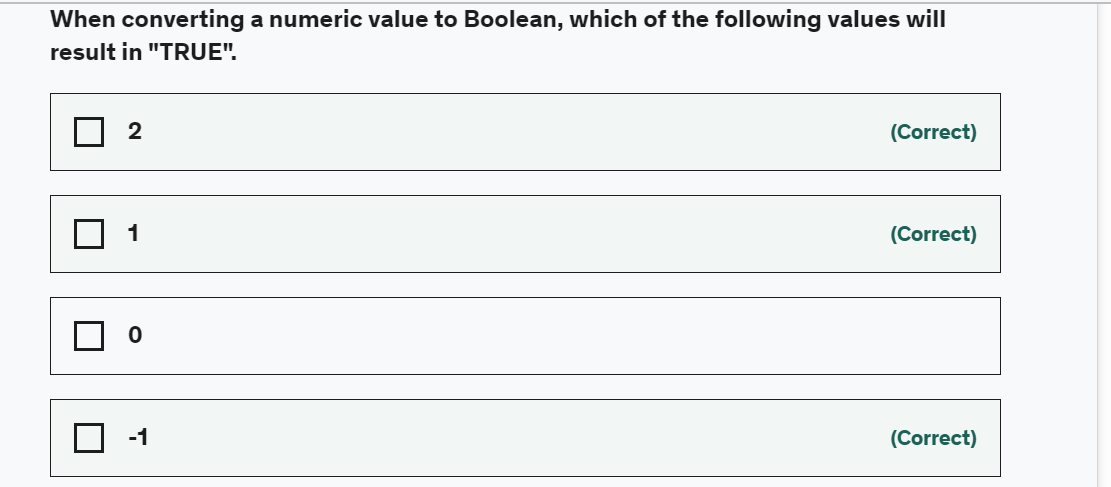 When converting a numeric value to Boolean, which of the following values will
result in "TRUE".
2 (Correct)
1 (Correct)
0
-1 (Correct)